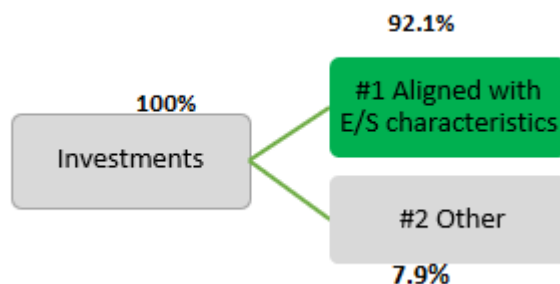 92.1%
#1 Aligned with
E/S characteristics
100%
Investments
#2 Other
7.9%